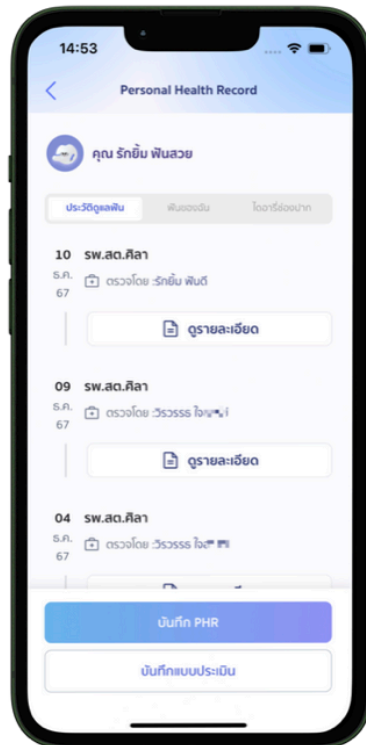 14:53
Personal Health Record
คุณ รักยิ้ม ฟันสวย
ประวัติดูแลฟัน ฟันของฉัน ไดอารี่ช่องปาก
10 รพ.สต.ศิลา
ธ.ค. ตรวจโดย :รักยิ้ม ฟันดี
67
ดูรายละเอียด
09 รพ.สต.ศิลา
ธ.ค. ตรวจโดย :วิรวรรธ
67
ดูรายละเอียด
04 รพ.สต.ศิลา
ธ.ค. ตรวจโดย :วิรวรรธ
67
บันทึก PHR
บันทึกแบบประเมิน